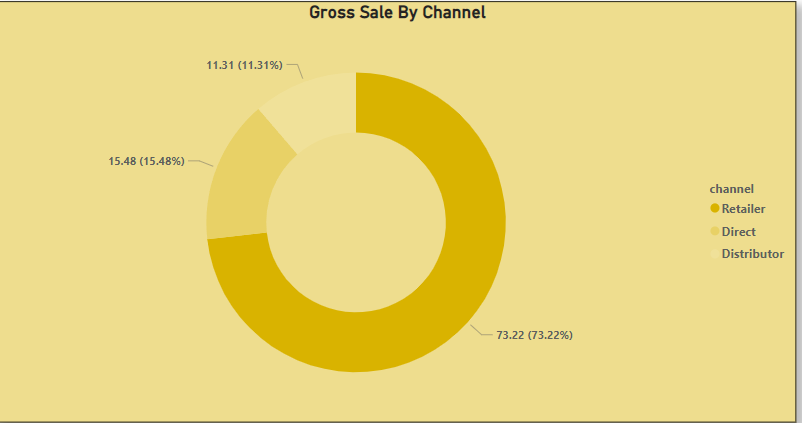 Gross Sale By Channel
11.31 (11.31%)
15.48 (15.48%)
73.22 (73.22%)
channel
Retailer
Direct
Distributor